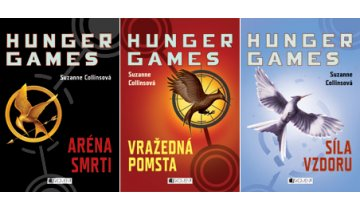 HUNGER
GAMES
Suzanne Collinsová
ARÉNA
SMRTI
HUNGER
GAMES
Suzanne
Collinsová
VRAŽEDNÁ
POMSTA
HUNGER
GAMES
Suzanne
Collinsová
SÍLA
VZDORU